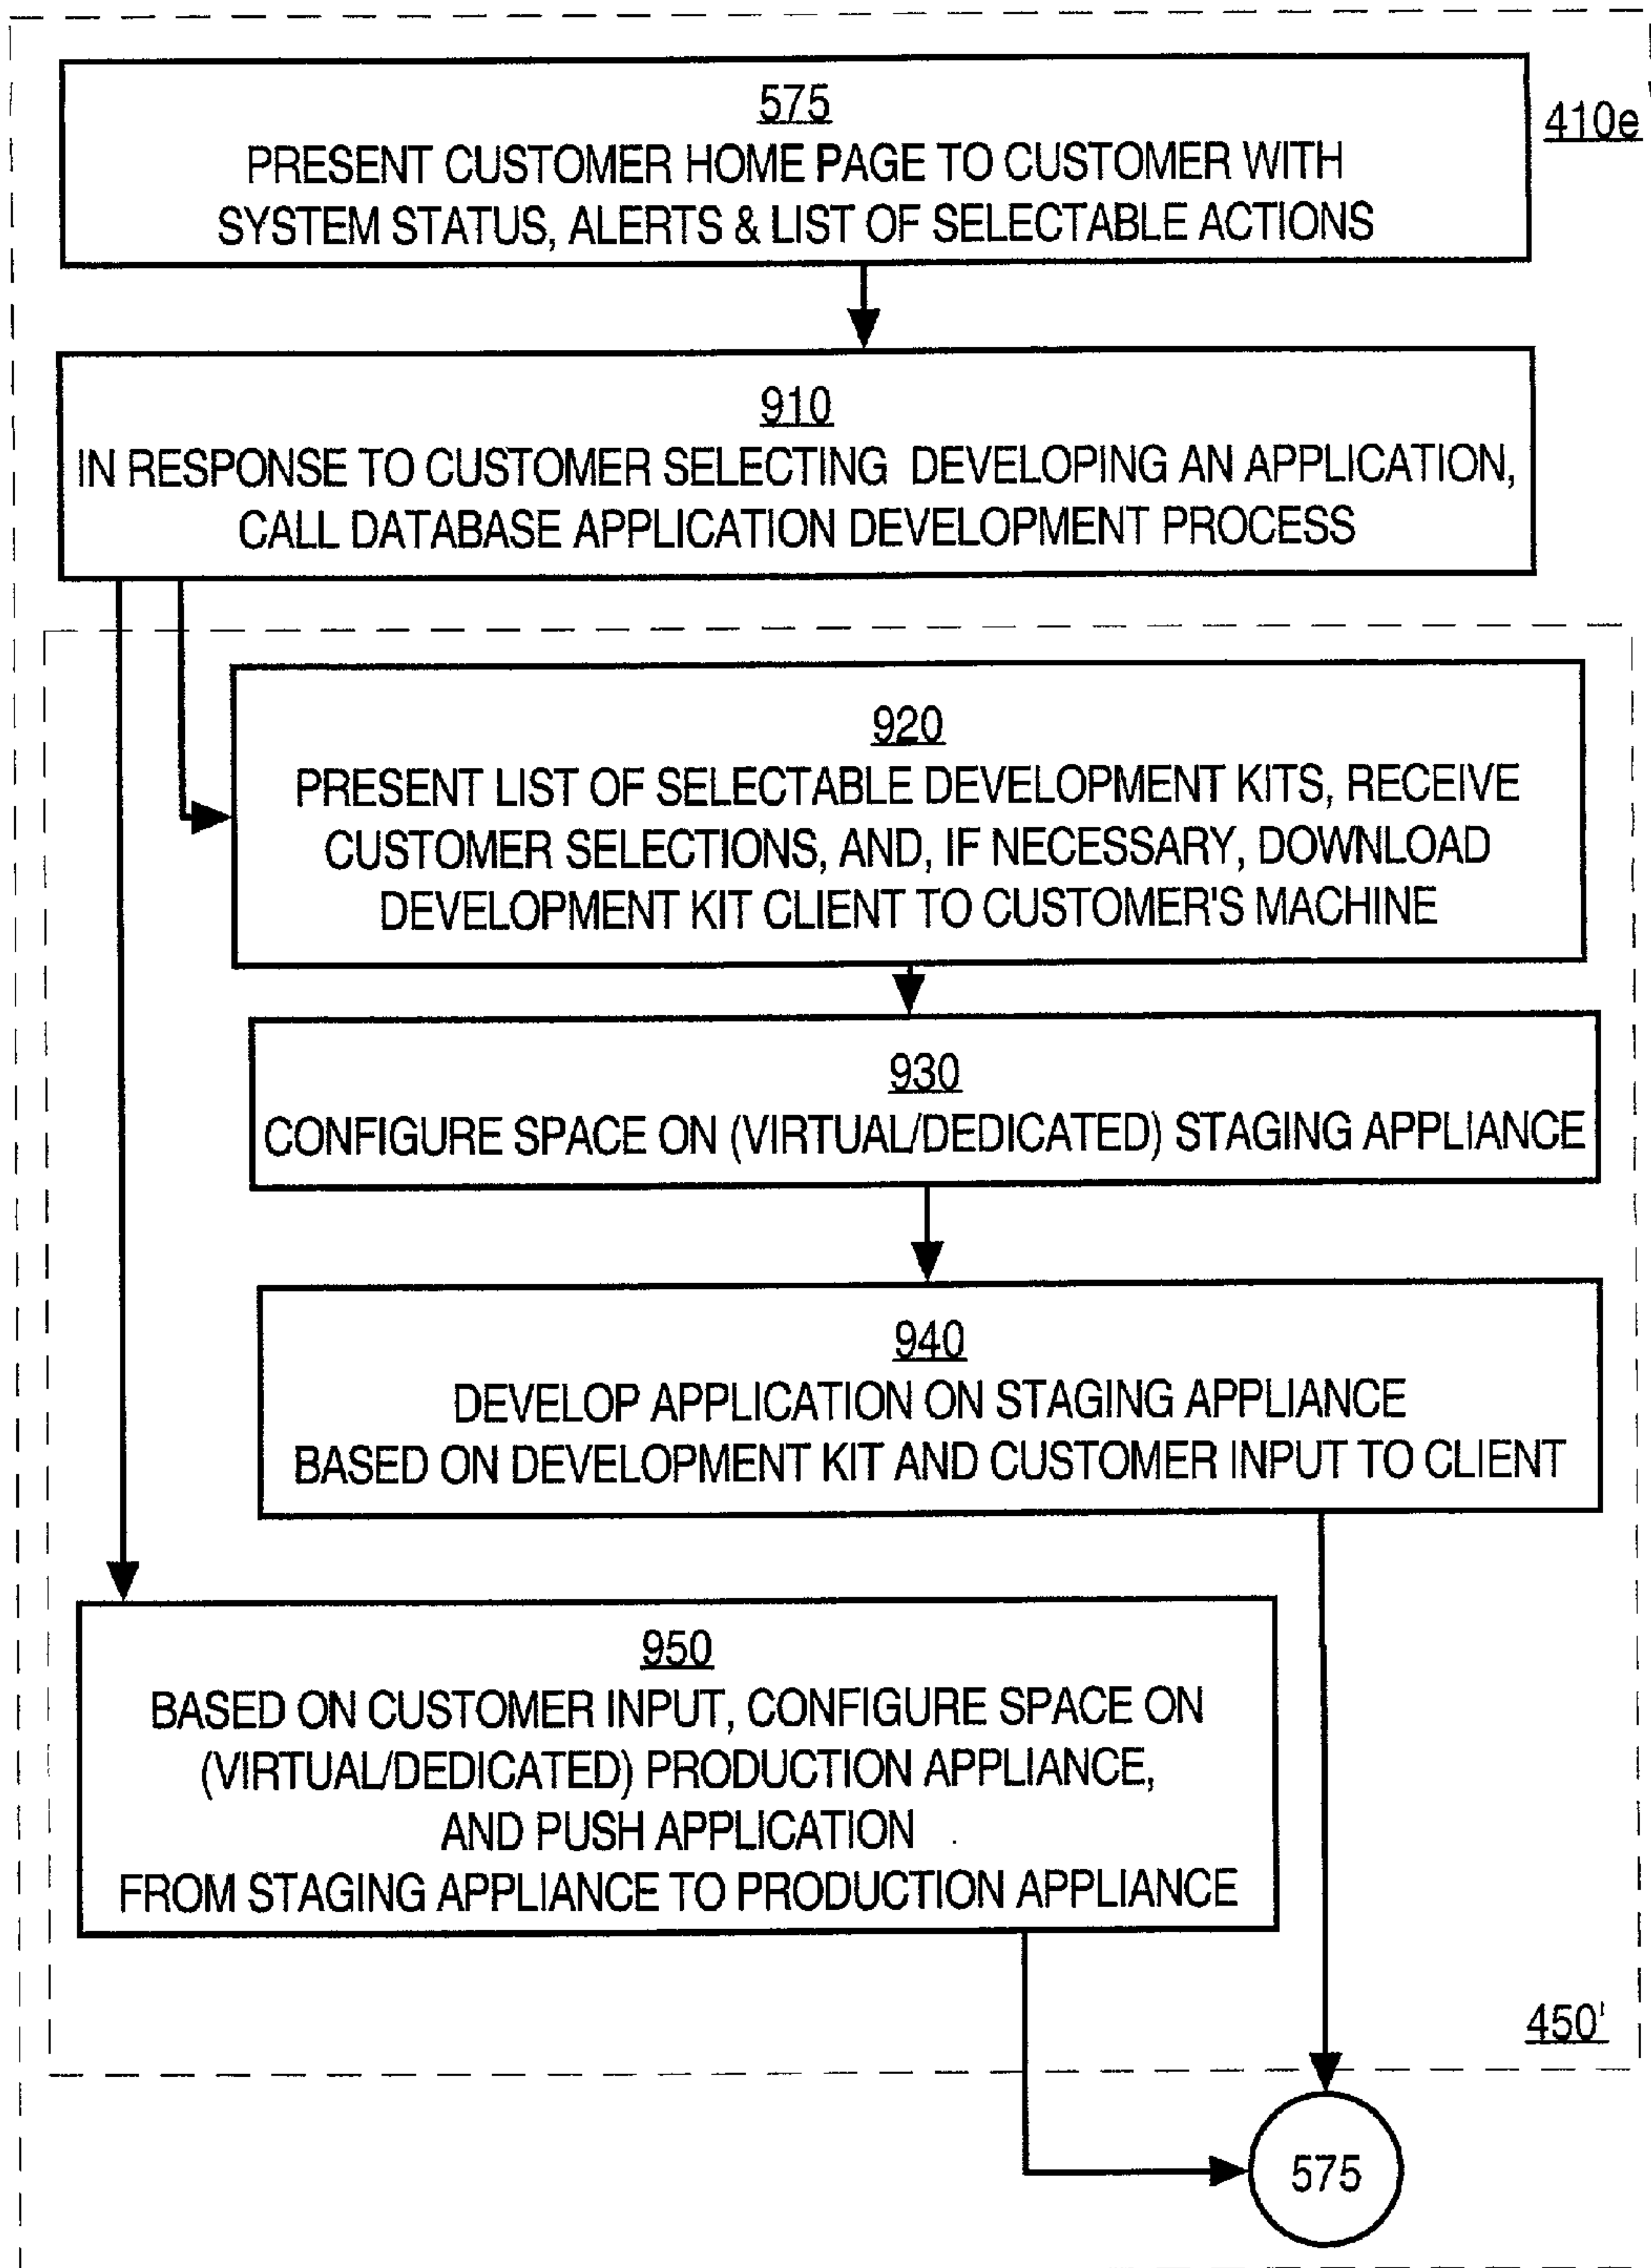 575
410e
PRESENT CUSTOMER HOME PAGE TO CUSTOMER WITH
SYSTEM STATUS, ALERTS & LIST OF SELECTABLE ACTIONS
910
IN RESPONSE TO CUSTOMER SELECTING DEVELOPING AN APPLICATION,
CALL DATABASE APPLICATION DEVELOPMENT PROCESS
920
PRESENT LIST OF SELECTABLE DEVELOPMENT KITS, RECEIVE
CUSTOMER SELECTIONS, AND, IF NECESSARY, DOWNLOAD
DEVELOPMENT KIT CLIENT TO CUSTOMER'S MACHINE
930
CONFIGURE SPACE ON (VIRTUAL/DEDICATED) STAGING APPLIANCE
940
DEVELOP APPLICATION ON STAGING APPLIANCE
BASED ON DEVELOPMENT KIT AND CUSTOMER INPUT TO CLIENT
950
BASED ON CUSTOMER INPUT, CONFIGURE SPACE ON
(VIRTUAL/DEDICATED) PRODUCTION APPLIANCE,
AND PUSH APPLICATION
FROM STAGING APPLIANCE TO PRODUCTION APPLIANCE
450'
575